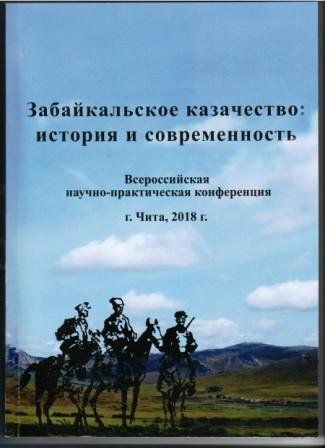 Забайкальское казачество:
история и современность
Всероссийская
научно-практическая конференция
г. Чита, 2018 г.